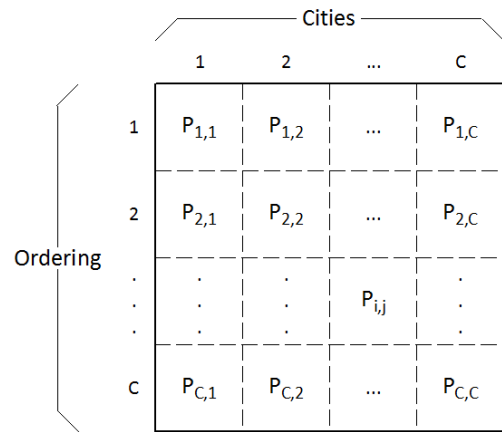 Cities
1 2 ... C
1 P1,1 P1,2 ... P1,C
2 P2,1 P2,2 ... P2,C
Ordering
. . . .
. . . Pi,j .
. . . .
C PC,1 PC,2 ... PC,C